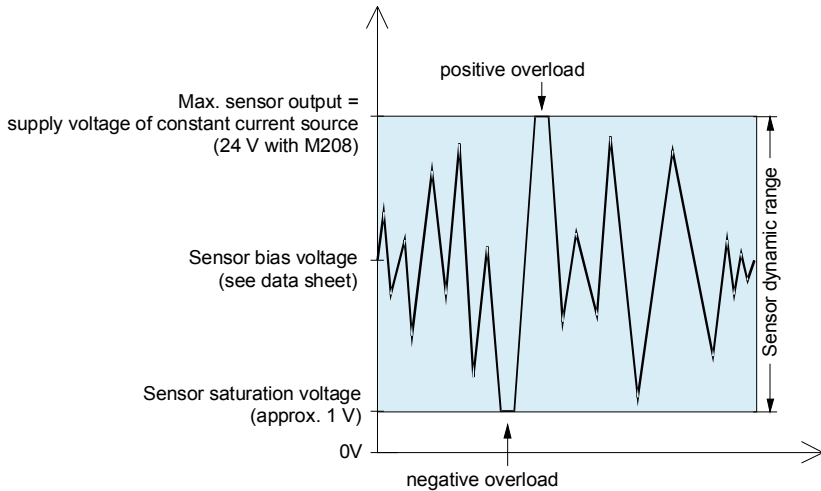 positive overload
Max. sensor output =
supply voltage of constant current source
(24 V with M208)
Sensor bias voltage
(see data sheet)
Sensor dynamic range
Sensor saturation voltage
(approx. 1 V)
0V
negative overload